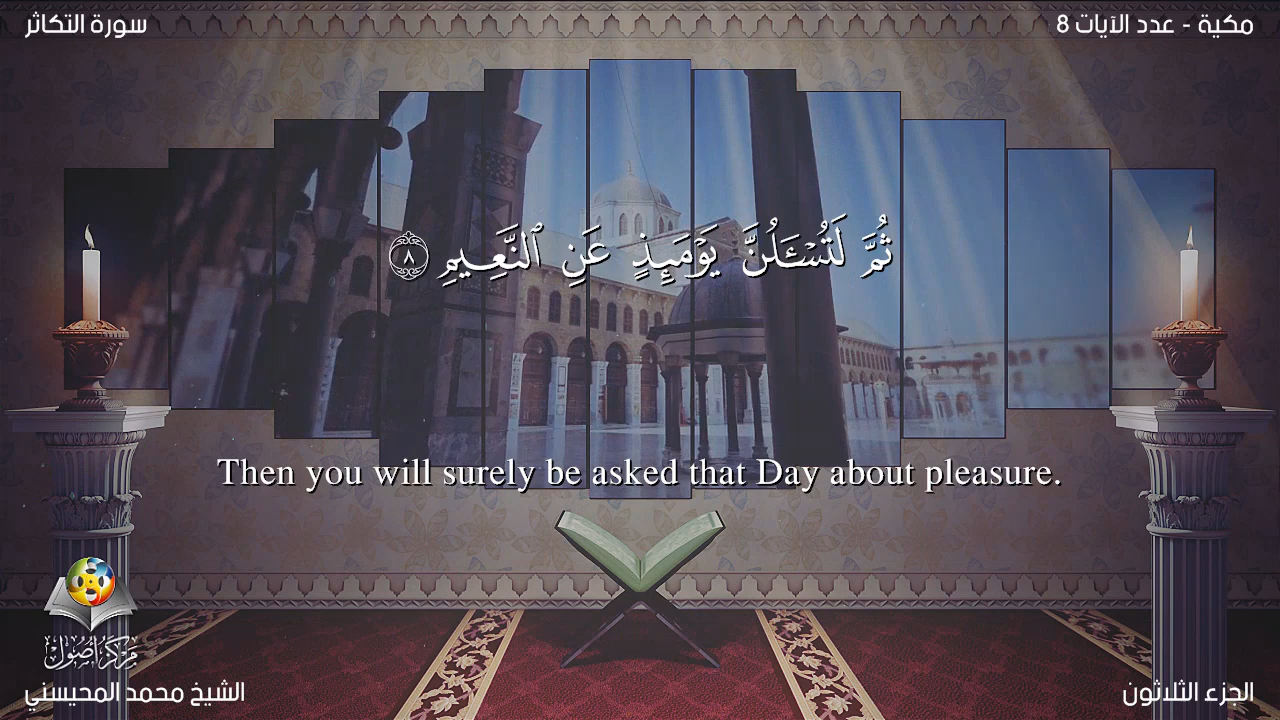 مكية - عدد الآيات 8
سورة التكاثر
ثُمَّ لَتُسْـَٔلُنَّ يَوْمَئِذٍ عَنِ ٱلنَّعِيمِ ٨
Then you will surely be asked that Day about pleasure.
مركز أصول
الجزء الثلاثون
الشيخ محمد المحيسني